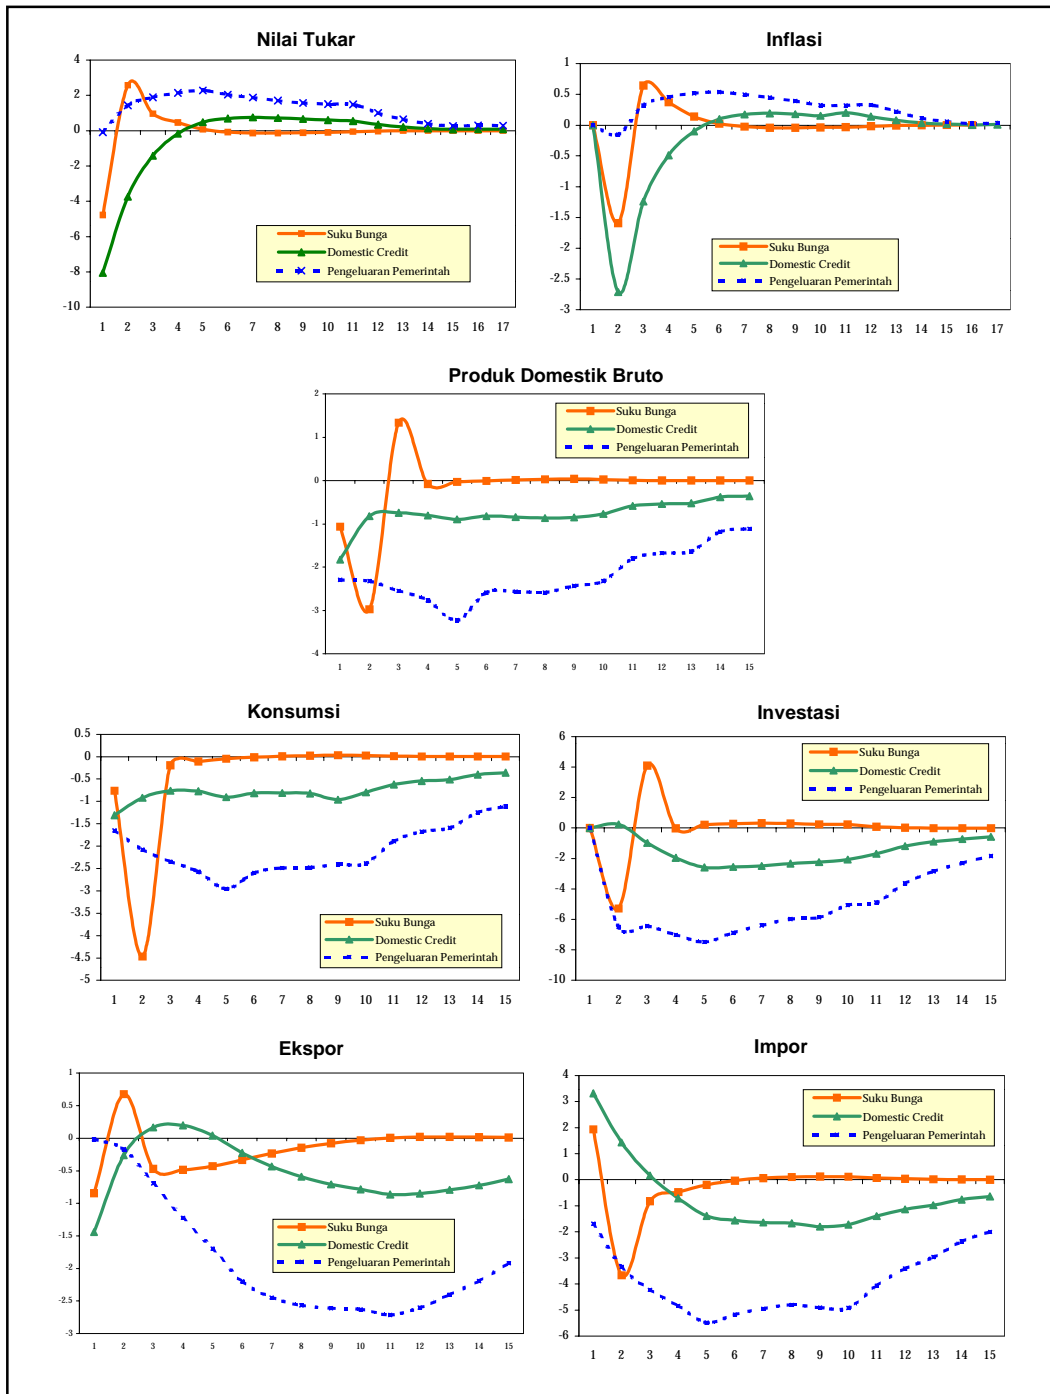 Nilai Tukar
4
2
0
-2
-4
-6
-8
-10
Suku Bunga
Domestic Credit
Pengeluaran Pemerintah
1 2 3 4 5 6 7 8 9 10 11 12 13 14 15 16 17
Inflasi
1
0.5
0
-0.5
-1
-1.5
-2
-2.5
-3
Suku Bunga
Domestic Credit
Pengeluaran Pemerintah
1 2 3 4 5 6 7 8 9 10 11 12 13 14 15 16 17
Produk Domestik Bruto
2
1
0
-1
-2
-3
-4
Suku Bunga
Domestic Credit
Pengeluaran Pemerintah
1 2 3 4 5 6 7 8 9 10 11 12 13 14 15
Konsumsi
0.5
0
-0.5
-1
-1.5
-2
-2.5
-3
-3.5
-4
-4.5
-5
Suku Bunga
Domestic Credit
Pengeluaran Pemerintah
1 2 3 4 5 6 7 8 9 10 11 12 13 14 15
Investasi
6
4
2
0
-2
-4
-6
-8
-10
Suku Bunga
Domestic Credit
Pengeluaran Pemerintah
1 2 3 4 5 6 7 8 9 10 11 12 13 14 15
Ekspor
1
0.5
0
-0.5
-1
-1.5
-2
-2.5
-3
Suku Bunga
Domestic Credit
Pengeluaran Pemerintah
1 2 3 4 5 6 7 8 9 10 11 12 13 14 15
Impor
4
3
2
1
0
-1
-2
-3
-4
-5
-6
Suku Bunga
Domestic Credit
Pengeluaran Pemerintah
1 2 3 4 5 6 7 8 9 10 11 12 13 14 15